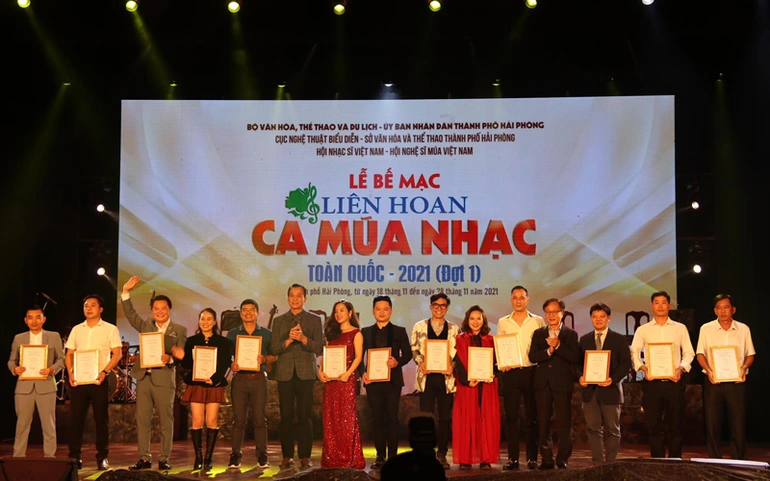 BỘ VĂN HÓA, THỂ THAO VÀ DU LỊCH - ỦY BAN NHÂN DÂN THÀNH PHỐ HẢI PHÒNG
CỤC NGHỆ THUẬT BIỂU DIỄN - SỞ VĂN HÓA VÀ THỂ THAO THÀNH PHỐ HẢI PHÒNG
HỘI NHẠC SĨ VIỆT NAM - HỘI NGHỆ SĨ MÚA VIỆT NAM
LỄ BẾ MẠC
LIÊN HOAN
CA MÚA NHẠC
TOÀN QUỐC - 2021 (ĐỢT 1)
phố Hải Phòng, từ ngày 18 tháng 11 đến ngày 28 tháng 11 năm 2021